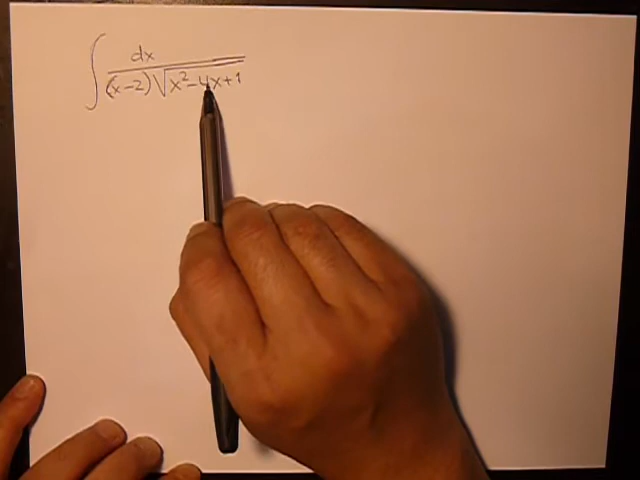 ∫ dx / (x-2)√x²-4x+1